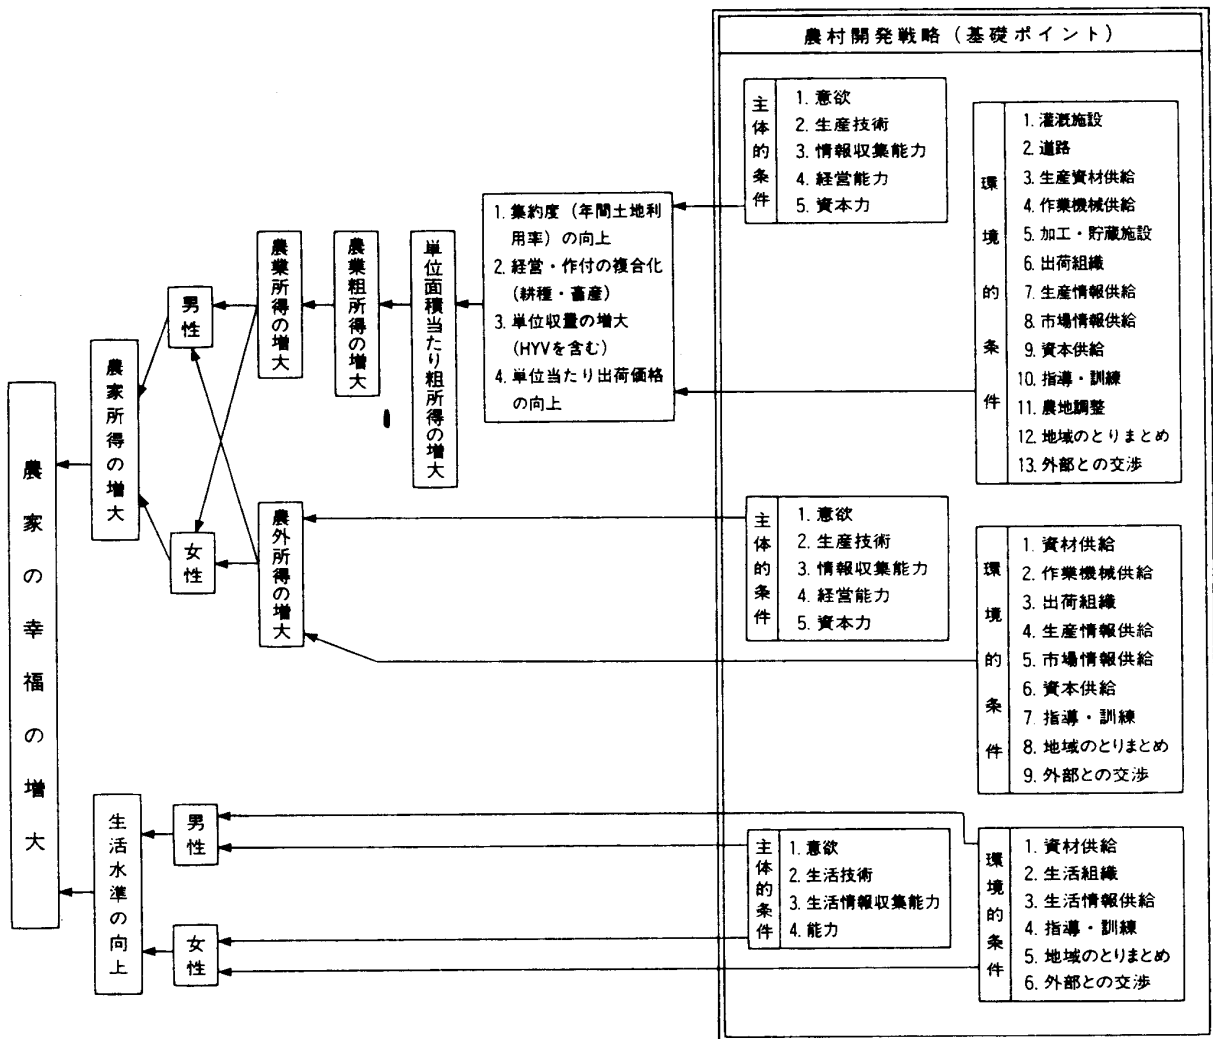 農村開発戦略(基礎ポイント)
主体的条件
1. 意欲
2. 生産技術
3. 情報収集能力
4. 経営能力
5. 資本力
環境的条件
1. 灌漑施設
2. 道路
3. 生産資材供給
4. 作業機械供給
5. 加工・貯蔵施設
6. 出荷組織
7. 生産情報供給
8. 市場情報供給
9. 資本供給
10. 指導・訓練
11. 農地調整
12. 地域のとりまとめ
13. 外部との交渉
1. 集約度(年間土地利
用率)の向上
2. 経営・作付の複合化
(耕種・畜産)
3. 単位収量の増大
(HYVを含む)
4. 単位当たり出荷価格
の向上
単位面積当たり粗所得の増大
農業粗所得の増大
農業所得の増大
男性
女性
農家所得の増大
農家の幸福の増大
農外所得の増大
主体的条件
1. 意欲
2. 生産技術
3. 情報収集能力
4. 経営能力
5. 資本力
環境的条件
1. 資材供給
2. 作業機械供給
3. 出荷組織
4. 生産情報供給
5. 市場情報供給
6. 資本供給
7. 指導・訓練
8. 地域のとりまとめ
9. 外部との交渉
生活水準の向上
男性
女性
主体的条件
1. 意欲
2. 生活技術
3. 生活情報収集能力
4. 能力
環境的条件
1. 資材供給
2. 生活組織
3. 生活情報供給
4. 指導・訓練
5. 地域のとりまとめ
6. 外部との交渉